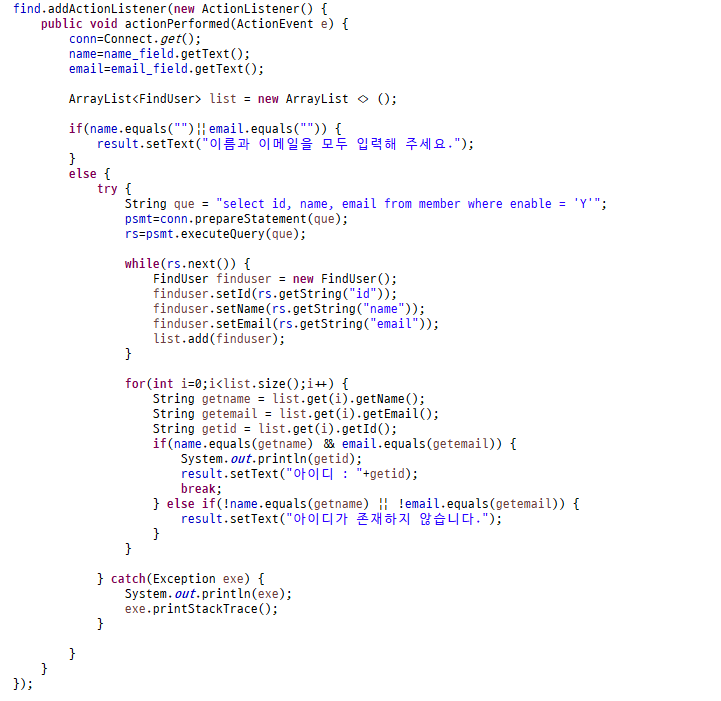 find.addActionListener(new ActionListener() {
    public void actionPerformed(ActionEvent e) {
        conn=Connect.get();
        name=name_field.getText();
        email=email_field.getText();

        ArrayList<FindUser> list = new ArrayList <> ();

        if(name.equals("")||email.equals("")) {
            result.setText("이름과 이메일을 모두 입력해 주세요.");
        }
        else {
            try {
                String que = "select id, name, email from member where enable = 'Y'";
                psmt=conn.prepareStatement(que);
                rs=psmt.executeQuery(que);

                while(rs.next()) {
                    FindUser finduser = new FindUser();
                    finduser.setId(rs.getString("id"));
                    finduser.setName(rs.getString("name"));
                    finduser.setEmail(rs.getString("email"));
                    list.add(finduser);
                }

                for(int i=0;i<list.size();i++) {
                    String getname = list.get(i).getName();
                    String getemail = list.get(i).getEmail();
                    String getid = list.get(i).getId();
                    if(name.equals(getname) && email.equals(getemail)) {
                        System.out.println(getid);
                        result.setText("아이디 : "+getid);
                        break;
                    } else if(!name.equals(getname) || !email.equals(getemail)) {
                        result.setText("아이디가 존재하지 않습니다.");
                    }
                }

            } catch(Exception exe) {
                System.out.println(exe);
                exe.printStackTrace();
            }

        }
    }
});